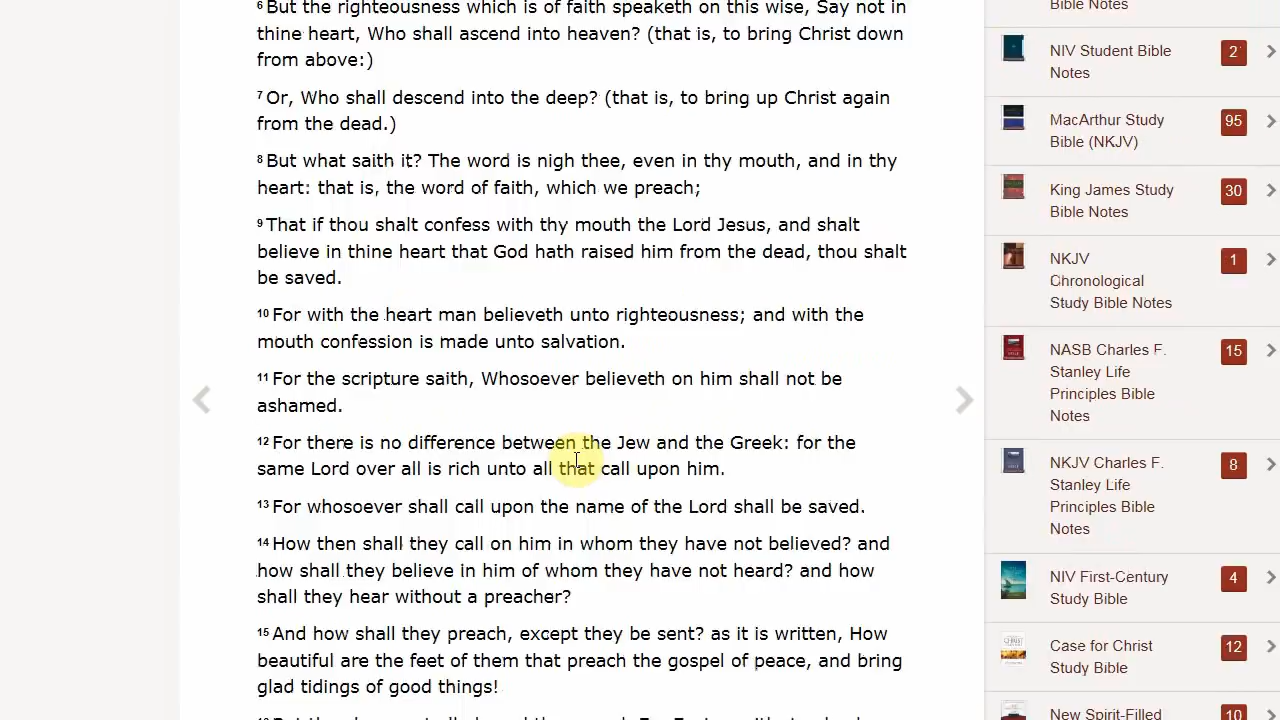 6 But the righteousness which is of faith speaketh on this wise, Say not in
thine heart, Who shall ascend into heaven? (that is, to bring Christ down
from above:)
7 Or, Who shall descend into the deep? (that is, to bring up Christ again
from the dead.)
8 But what saith it? The word is nigh thee, even in thy mouth, and in thy
heart: that is, the word of faith, which we preach;
9 That if thou shalt confess with thy mouth the Lord Jesus, and shalt
believe in thine heart that God hath raised him from the dead, thou shalt
be saved.
10 For with the heart man believeth unto righteousness; and with the
mouth confession is made unto salvation.
11 For the scripture saith, Whosoever believeth on him shall not be
ashamed.
12 For there is no difference between the Jew and the Greek: for the
same Lord over all is rich unto all that call upon him.
13 For whosoever shall call upon the name of the Lord shall be saved.
14 How then shall they call on him in whom they have not believed? and
how shall they believe in him of whom they have not heard? and how
shall they hear without a preacher?
15 And how shall they preach, except they be sent? as it is written, How
beautiful are the feet of them that preach the gospel of peace, and bring
glad tidings of good things!
Bible Notes
NIV Student Bible
Notes
2
MacArthur Study
Bible (NKJV)
95
King James Study
Bible Notes
30
NKJV
Chronological
Study Bible Notes
1
NASB Charles F.
Stanley Life
Principles Bible
Notes
15
NKJV Charles F.
Stanley Life
Principles Bible
Notes
8
NIV First-Century
Study Bible
4
Case for Christ
Study Bible
12
New Spirit-Filled
10